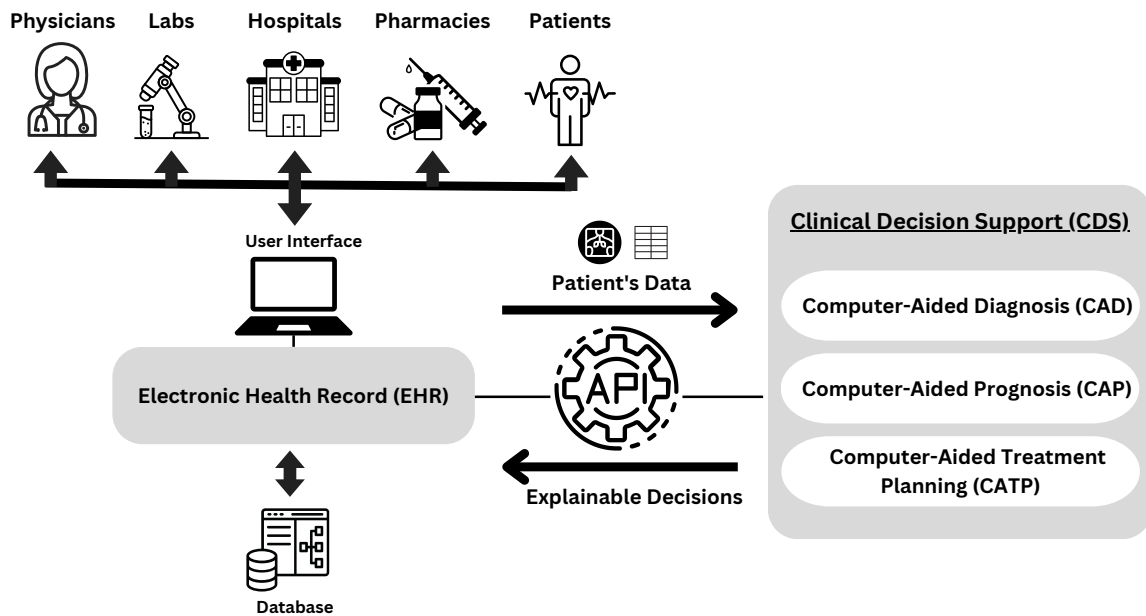 Physicians
Labs
Hospitals
Pharmacies
Patients
User Interface
Clinical Decision Support (CDS)
Patient's Data
Computer-Aided Diagnosis (CAD)
Electronic Health Record (EHR)
API
Computer-Aided Prognosis (CAP)
Computer-Aided Treatment
Planning (CATP)
Explainable Decisions
Database